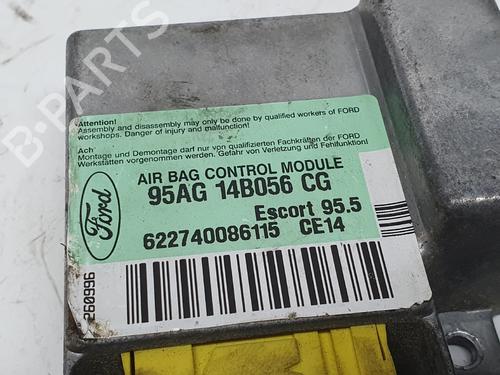 B-PARTS
Attention!
Assembly and disassembly may only be done by qualified workers of FORD
workshops. Danger of injury and malfunction!
Ach
Montage und Demontage darf nur von qualifizierten Fachkräften der FORD
Werkstätten vorgenommen werden. Gefahr von Verletzung und Fehlfunktion!
Ford
AIR BAG CONTROL MODULE
95AG 14B056 CG
Escort 95.5
622740086115 CE14
260996